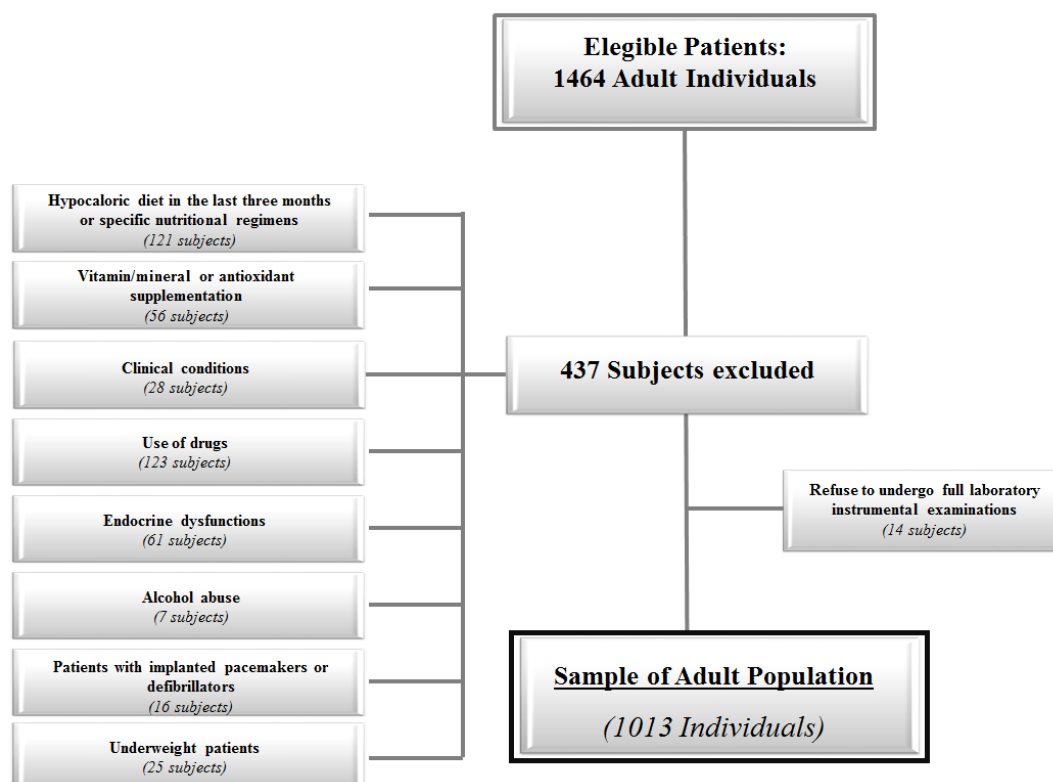 Elegible Patients:
1464 Adult Individuals
Hypocaloric diet in the last three months
or specific nutritional regimens
(121 subjects)
Vitamin/mineral or antioxidant
supplementation
(56 subjects)
Clinical conditions
(28 subjects)
Use of drugs
(123 subjects)
Endocrine dysfunctions
(61 subjects)
Alcohol abuse
(7 subjects)
Patients with implanted pacemakers or
defibrillators
(16 subjects)
Underweight patients
(25 subjects)
437 Subjects excluded
Refuse to undergo full laboratory
instrumental examinations
(14 subjects)
Sample of Adult Population
(1013 Individuals)